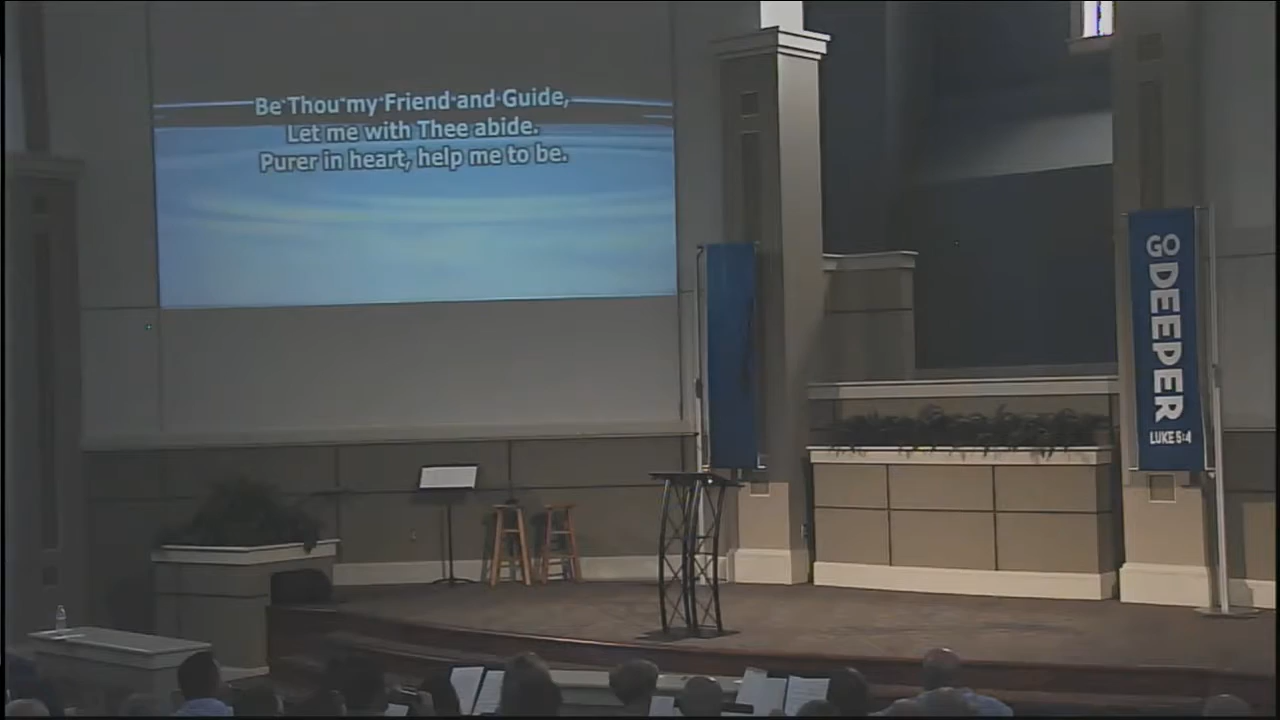 Be Thou my Friend and Guide,
Let me with Thee abide.
Purer in heart, help me to be.
GO
DEEPER
LUKE 5:4